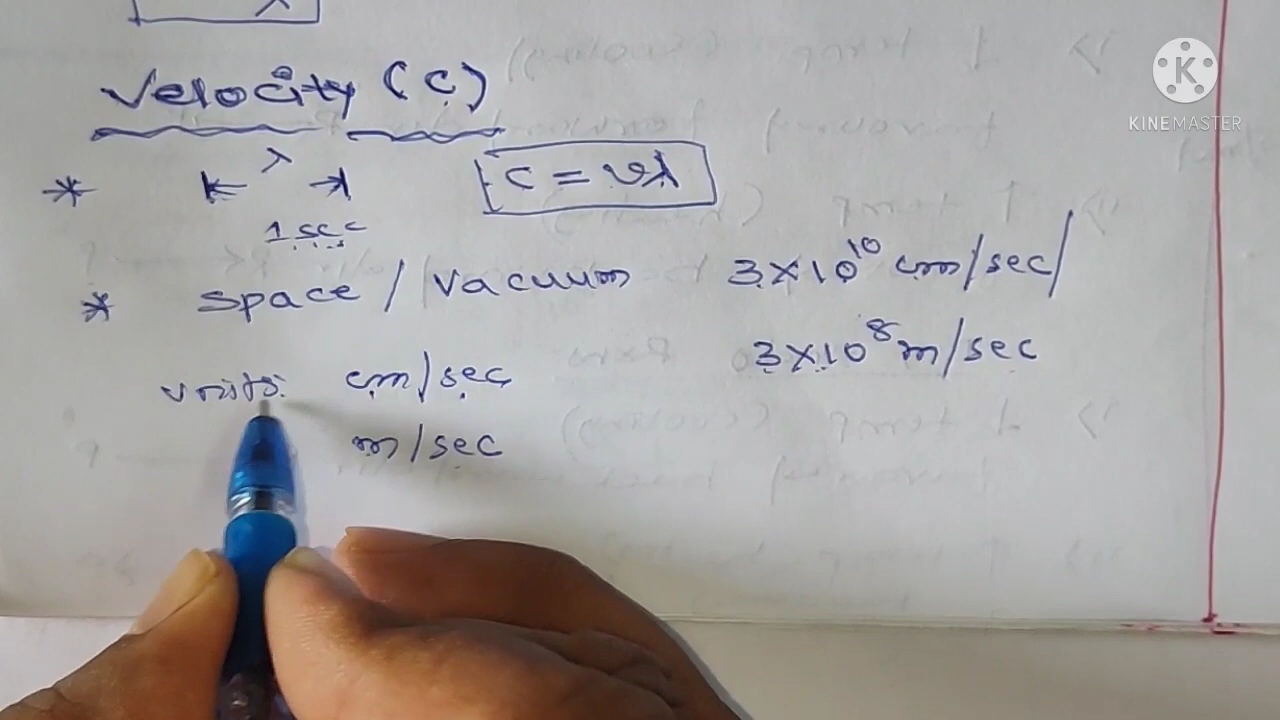 Velocity (C)
* λ C = νλ
1 sec
* Space / Vacuum 3×10¹⁰ cm/sec/
3×10⁸ m/sec
units: cm/sec
m/sec
K
KINEMASTER